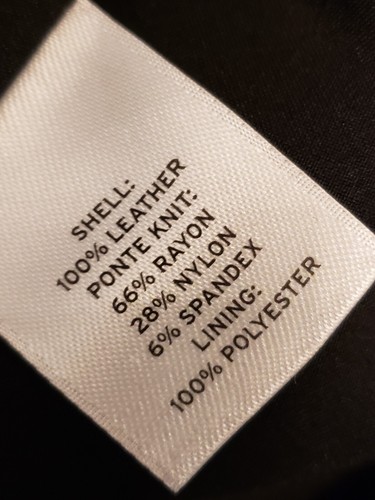 SHELL:
100% LEATHER
PONTE KNIT:
66% RAYON
28% NYLON
6% SPANDEX
LINING:
100% POLYESTER